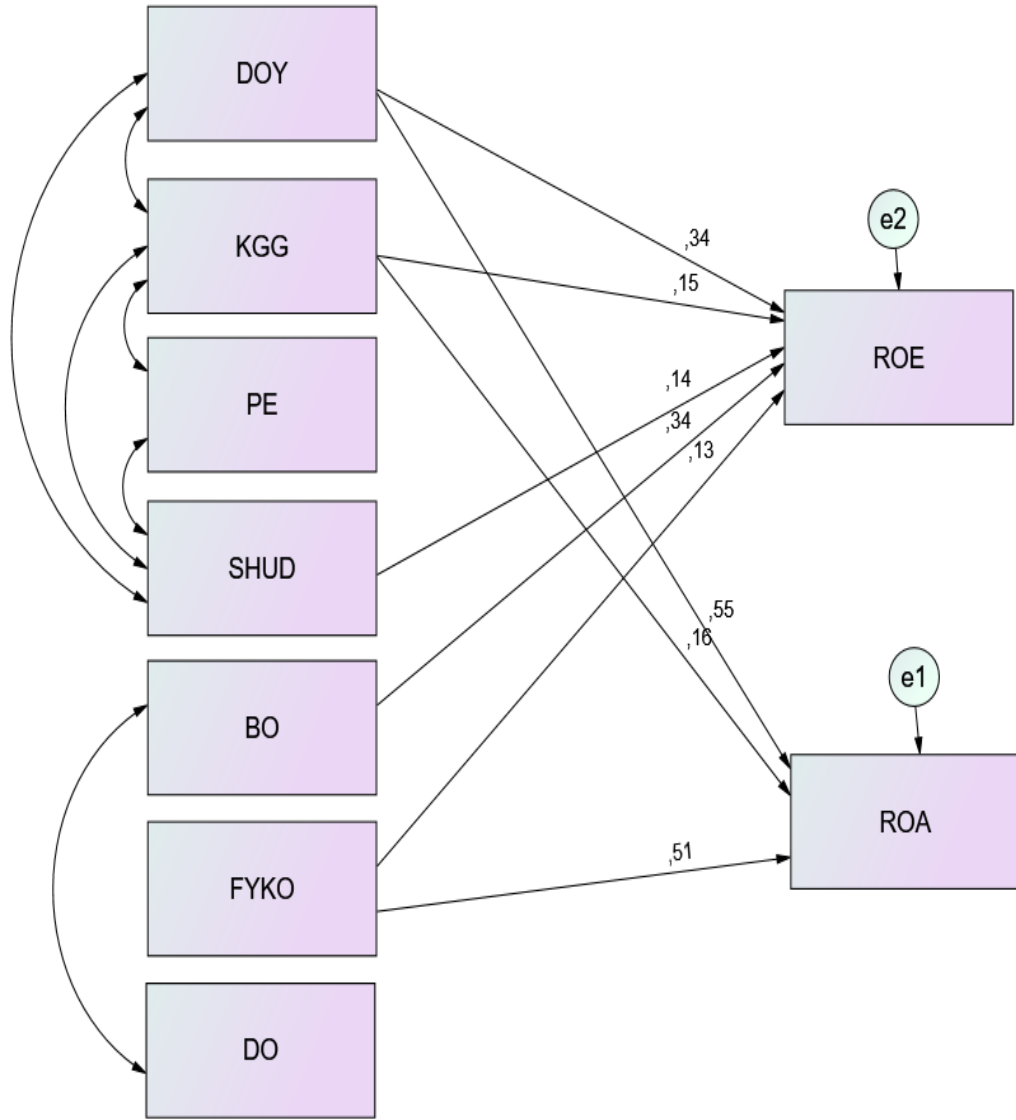 DOY
KGG
PE
SHUD
BO
FYKO
DO
,34
,15
,14
,34
,13
,55
,16
,51
e2
ROE
e1
ROA